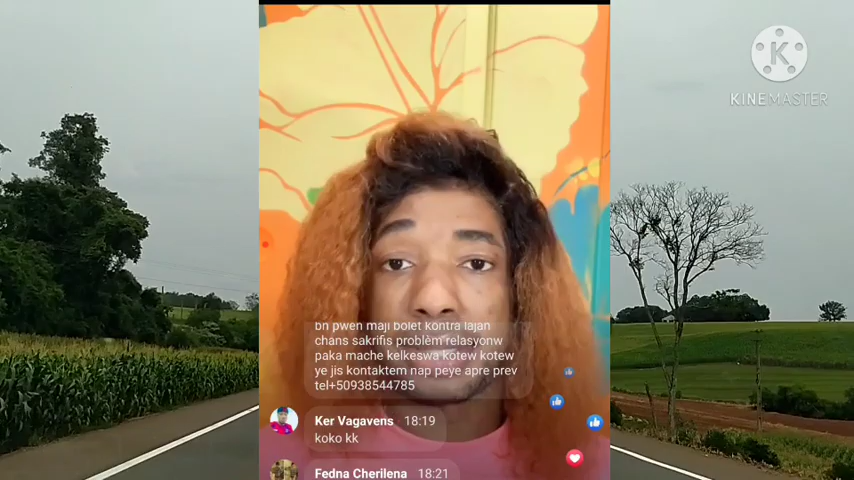 KINEMASTER
bn pwen maji bolet kontra lajan
chans sakrifis problèm relasyonw
paka mache kelkeswa kotew kotew
ye jis kontaktem nap peye apre prev
tel+50938544785
Ker Vagavens 18:19
koko kk
Fedna Cherilena 18:21